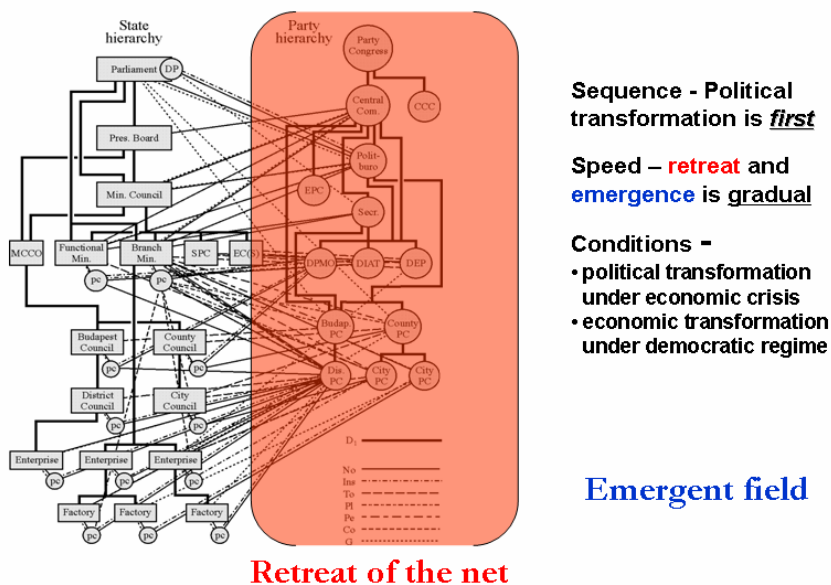 State
hierarchy
Party
hierarchy
Parliament
DP
Pres. Board
Min. Council
MCCO
Functional
Min.
Branch
Min.
SPC
EC(S)
pc
pc
Budapest
Council
County
Council
pc
pc
District
Council
City
Council
pc
pc
Enterprise
Enterprise
Enterprise
pc
pc
pc
Factory
Factory
Factory
pc
pc
pc
Party
Congress
Central
Com.
CCC
Polit-
buro
EPC
Secr.
DPMO
DIAT
DEP
Budap.
PC
County
PC
Dis.
PC
City
PC
City
PC
D₁
No
Ins
To
Pl
Pe
Co
G
Retreat of the net
Sequence - Political
transformation is first
Speed – retreat and
emergence is gradual
Conditions -
• political transformation
under economic crisis
• economic transformation
under democratic regime
Emergent field